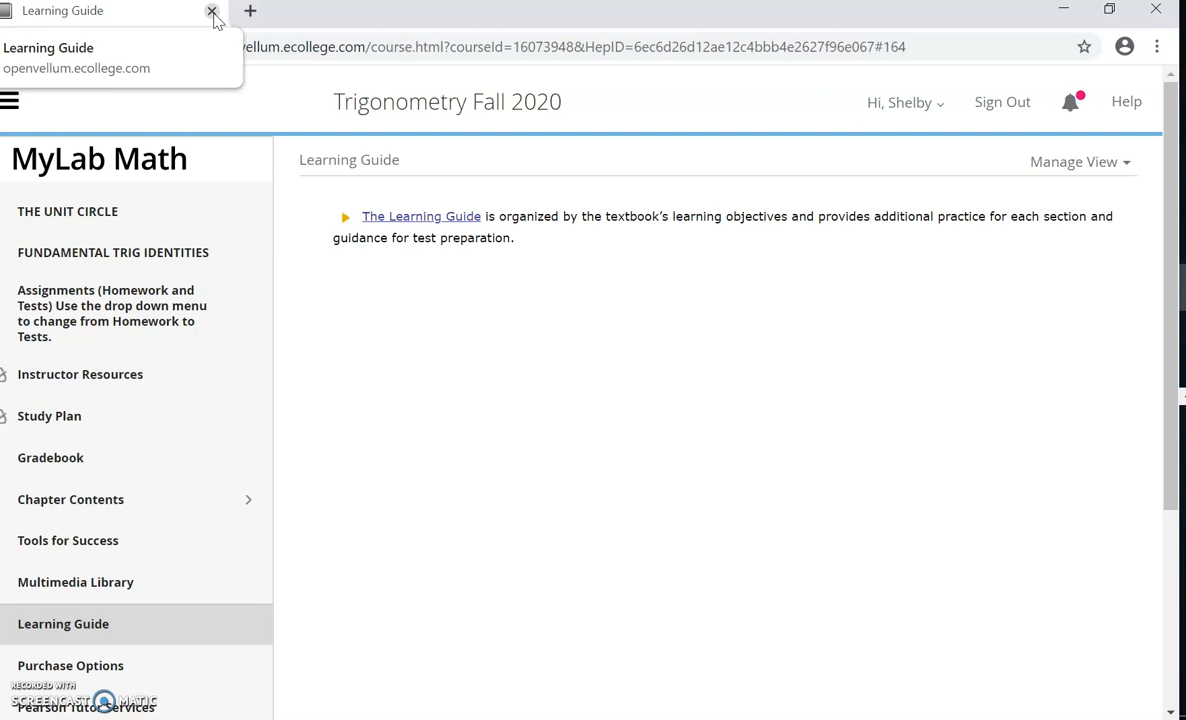 Learning Guide
Learning Guide
openvellum.ecollege.com
vellum.ecollege.com/course.html?courseId=16073948&HepID=6ec6d26d12ae12c4bbb4e2627f96e067#164
Trigonometry Fall 2020
Hi, Shelby
Sign Out
Help
MyLab Math
Learning Guide
Manage View
THE UNIT CIRCLE
The Learning Guide is organized by the textbook's learning objectives and provides additional practice for each section and
guidance for test preparation.
FUNDAMENTAL TRIG IDENTITIES
Assignments (Homework and
Tests) Use the drop down menu
to change from Homework to
Tests.
Instructor Resources
Study Plan
Gradebook
Chapter Contents
Tools for Success
Multimedia Library
Learning Guide
Purchase Options
RECORDED WITH
SCREENCAST MATIC
Pearson Tutor Services